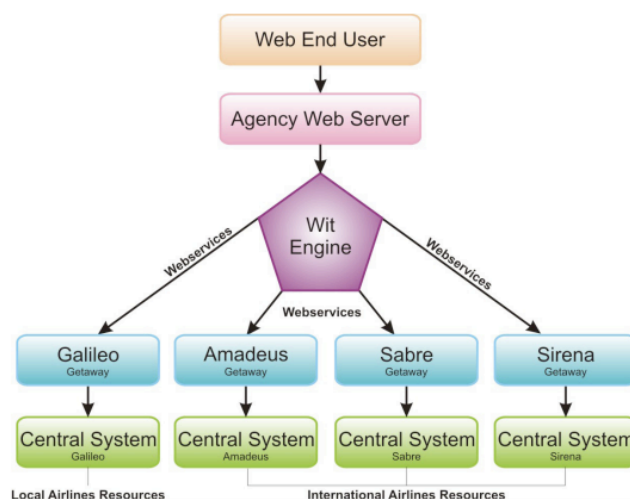 Web End User
Agency Web Server
Wit
Engine
Webservices
Webservices
Webservices
Galileo
Getaway
Amadeus
Getaway
Sabre
Getaway
Sirena
Getaway
Central System
Galileo
Central System
Amadeus
Central System
Sabre
Central System
Sirena
Local Airlines Resources
International Airlines Resources